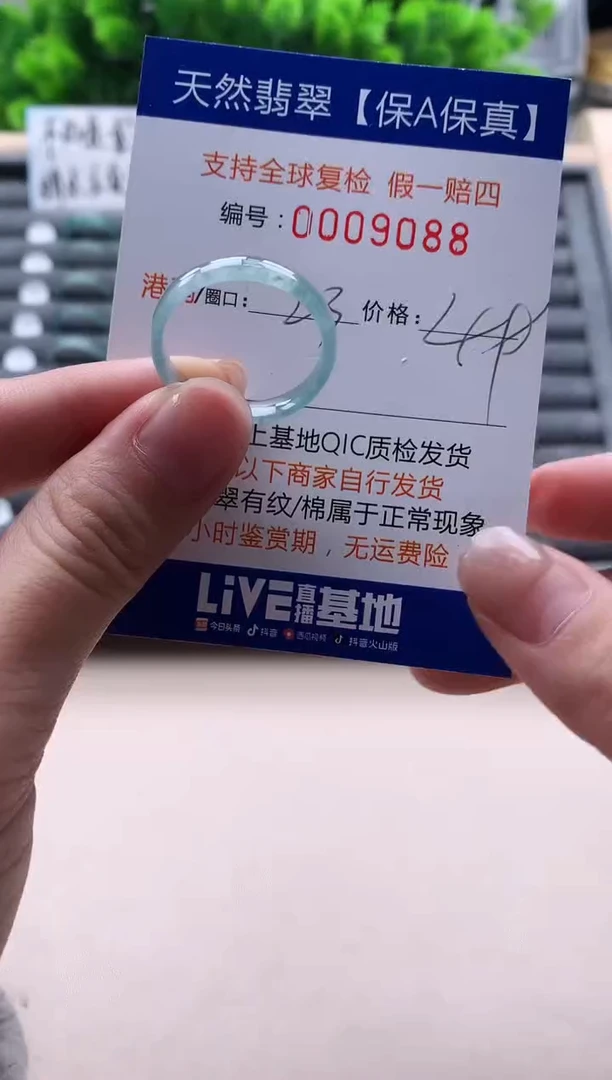 天然翡翠【保A保真】
支持全球复检 假一赔四
编号:0009088
港 /圈口: 23 价格:
上基地QIC质检发货
以下商家自行发货
翠有纹/棉属于正常现象
小时鉴赏期，无运费险
LiVE直播基地
今日头条 抖音 西瓜视频 抖音火山版